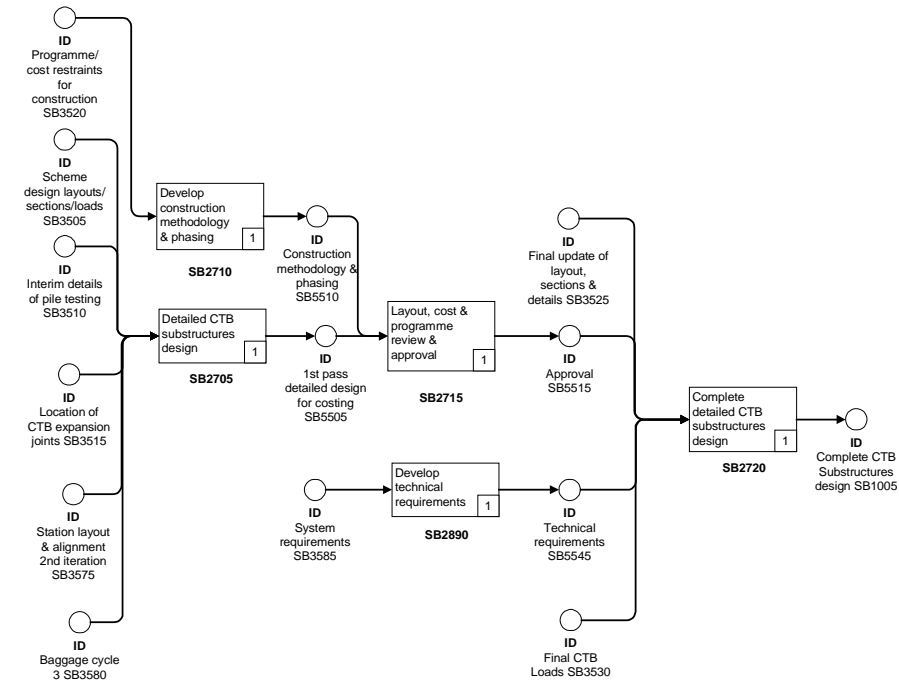 ID
Programme/
cost restraints
for
construction
SB3520
ID
Scheme
design layouts/
sections/loads
SB3505
ID
Interim details
of pile testing
SB3510
ID
Location of
CTB expansion
joints SB3515
ID
Station layout
& alignment
2nd iteration
SB3575
ID
Baggage cycle
3 SB3580
Develop
construction
methodology
& phasing
1
SB2710
Detailed CTB
substructures
design
1
SB2705
ID
Construction
methodology &
phasing
SB5510
ID
1st pass
detailed design
for costing
SB5505
ID
System
requirements
SB3585
Layout, cost &
programme
review &
approval
1
SB2715
Develop
technical
requirements
1
SB2890
ID
Final update of
layout,
sections &
details SB3525
ID
Approval
SB5515
ID
Technical
requirements
SB5545
ID
Final CTB
Loads SB3530
Complete
detailed CTB
substructures
design
1
SB2720
ID
Complete CTB
Substructures
design SB1005